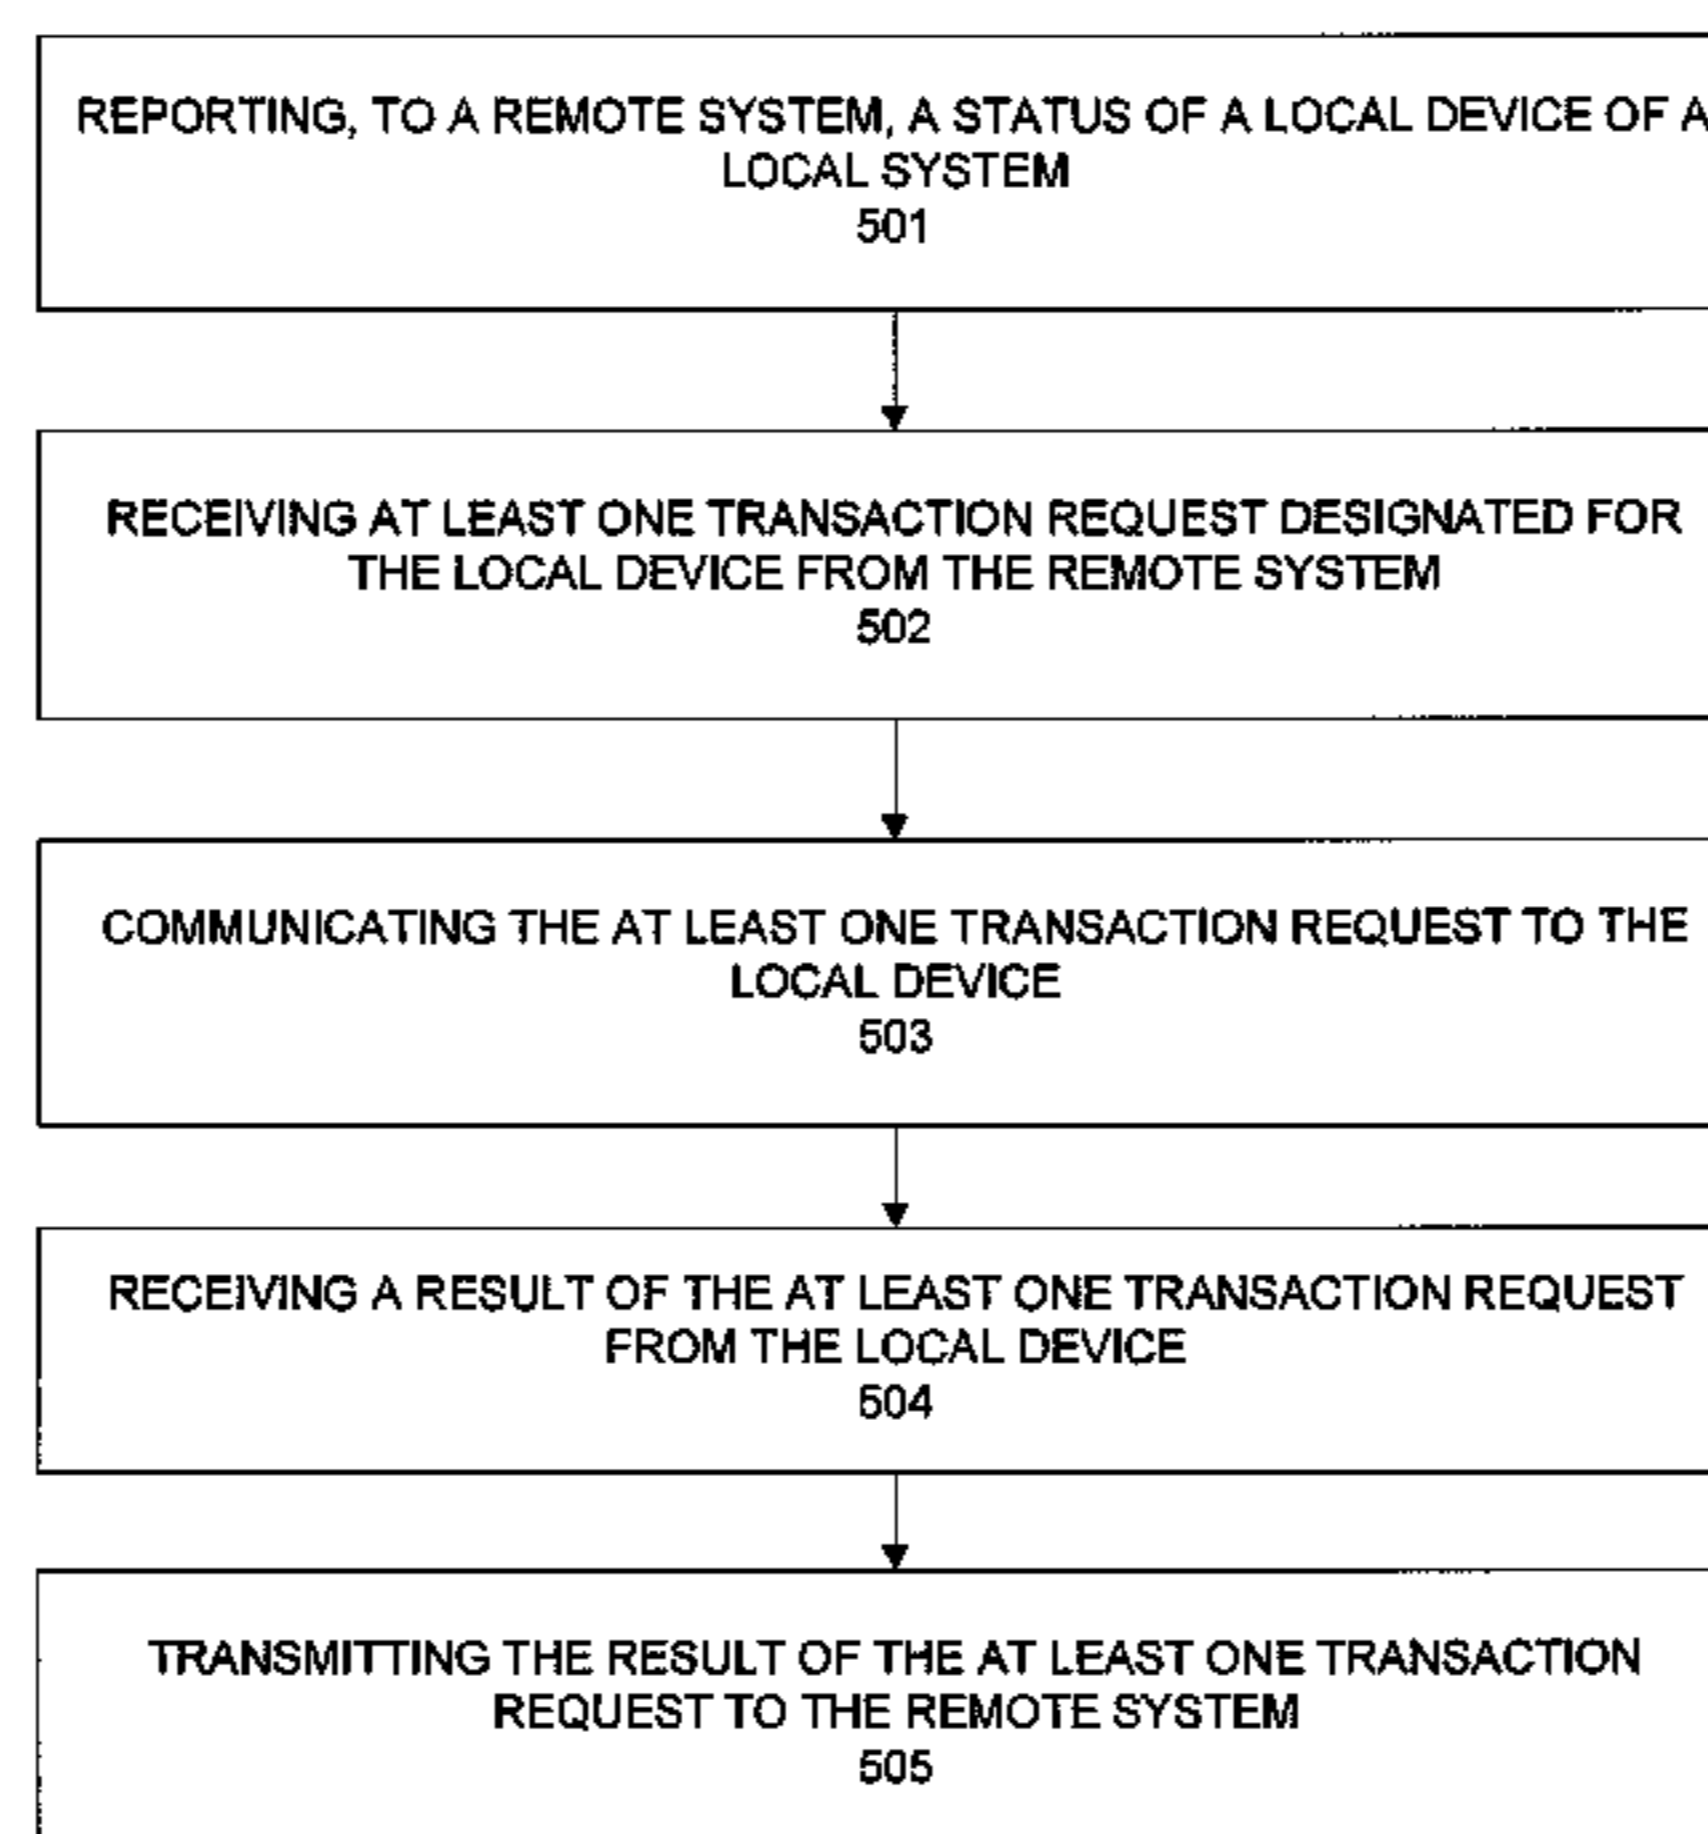 REPORTING, TO A REMOTE SYSTEM, A STATUS OF A LOCAL DEVICE OF A
LOCAL SYSTEM
501
RECEIVING AT LEAST ONE TRANSACTION REQUEST DESIGNATED FOR
THE LOCAL DEVICE FROM THE REMOTE SYSTEM
502
COMMUNICATING THE AT LEAST ONE TRANSACTION REQUEST TO THE
LOCAL DEVICE
503
RECEIVING A RESULT OF THE AT LEAST ONE TRANSACTION REQUEST
FROM THE LOCAL DEVICE
504
TRANSMITTING THE RESULT OF THE AT LEAST ONE TRANSACTION
REQUEST TO THE REMOTE SYSTEM
505